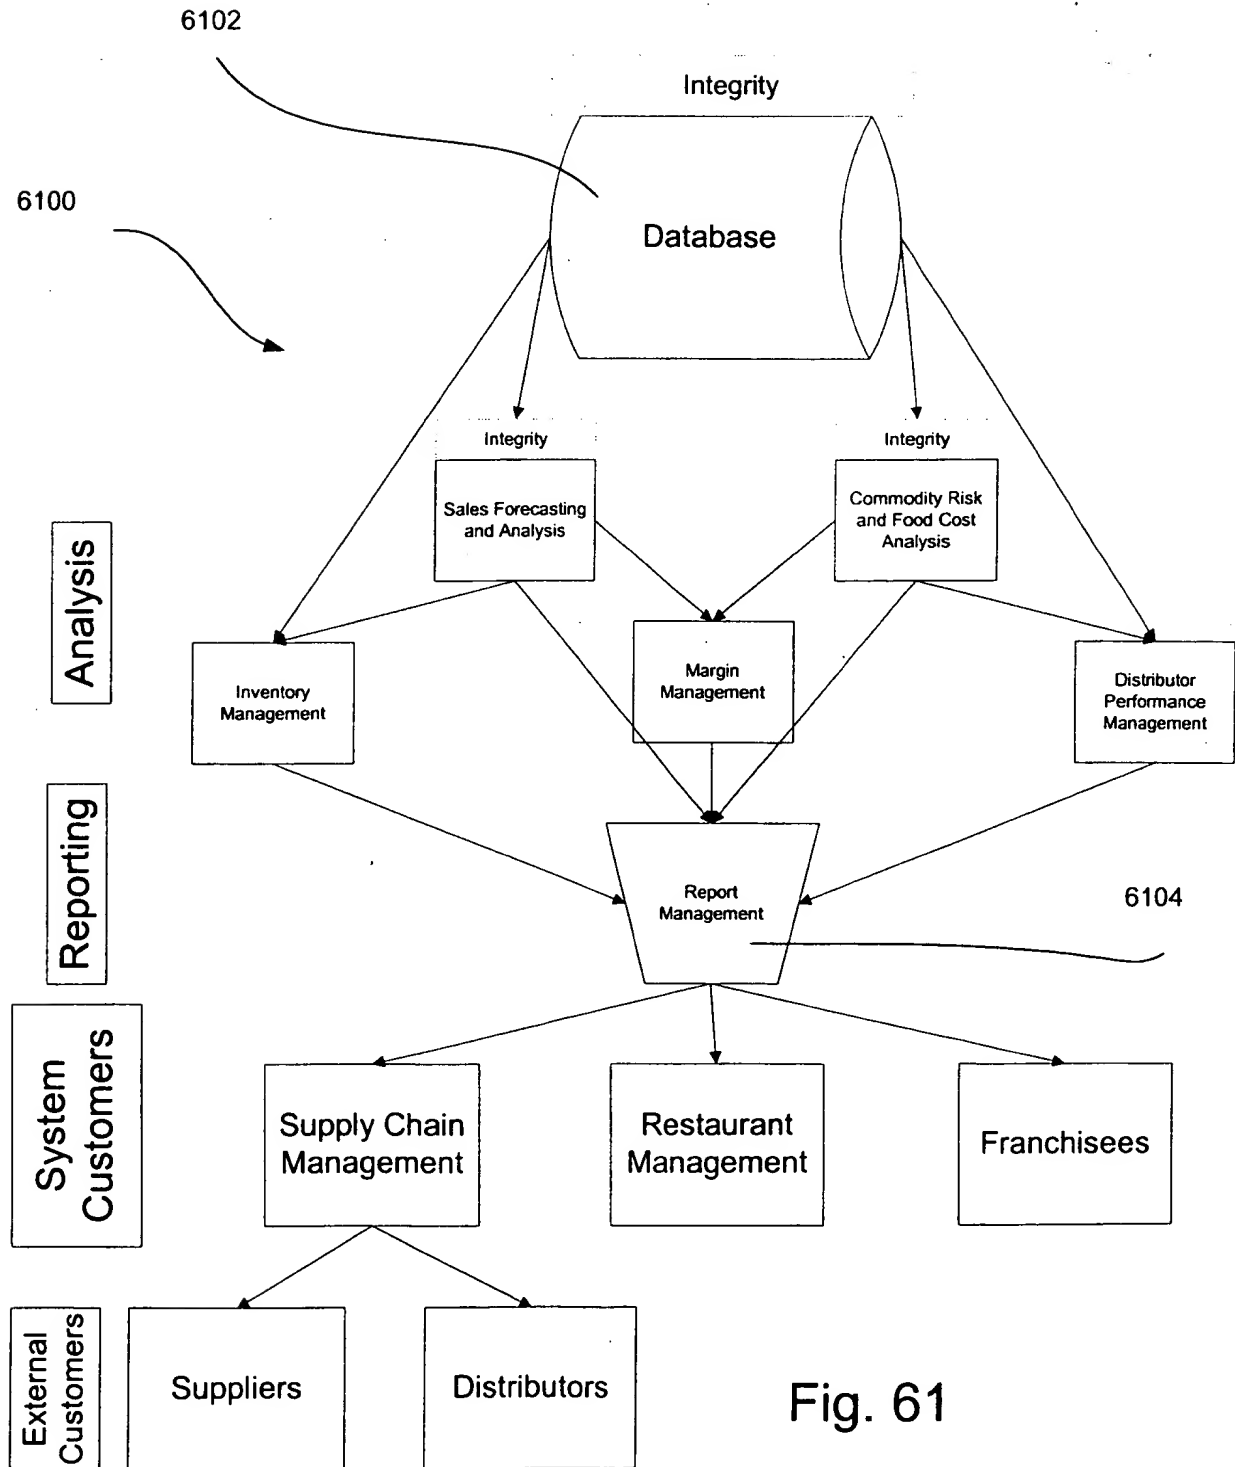 6102
Integrity
6100
Database
Integrity
Integrity
Sales Forecasting
and Analysis
Commodity Risk
and Food Cost
Analysis
Analysis
Inventory
Management
Margin
Management
Distributor
Performance
Management
Reporting
Report
Management
6104
System
Customers
Supply Chain
Management
Restaurant
Management
Franchisees
External
Customers
Suppliers
Distributors
Fig. 61